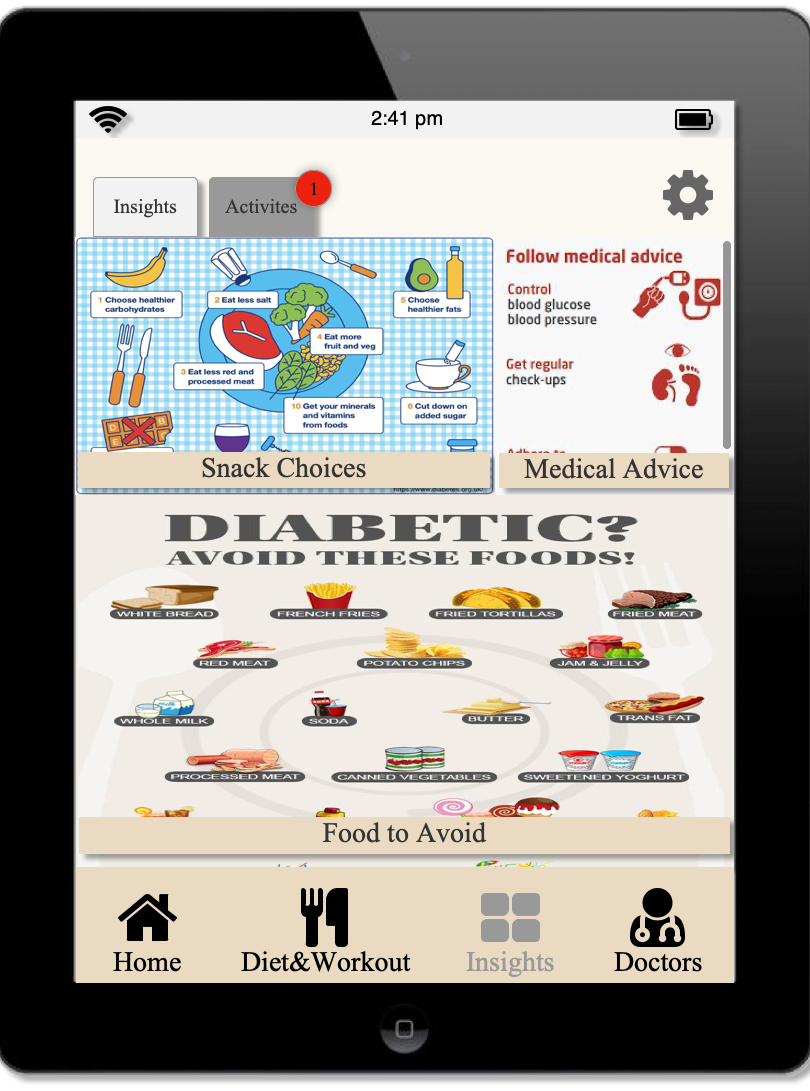 2:41 pm
Insights
Activites
1
1 Choose healthier
carbohydrates
2 Eat less salt
5 Choose
healthier fats
4 Eat more
fruit and veg
3 Eat less red and
processed meat
10 Get your minerals
and vitamins
from foods
6 Cut down on
added sugar
D
B
E
https://www.diabetes.org.uk/
Snack Choices
Follow medical advice
Control
blood glucose
blood pressure
Get regular
check-ups
Adhere to
Medical Advice
DIABETIC?
AVOID THESE FOODS!
WHITE BREAD
FRENCH FRIES
FRIED TORTILLAS
FRIED MEAT
RED MEAT
POTATO CHIPS
JAM & JELLY
WHOLE MILK
SODA
BUTTER
TRANS FAT
PROCESSED MEAT
CANNED VEGETABLES
SWEETENED YOGHURT
Food to Avoid
Home
Diet&Workout
Insights
Doctors